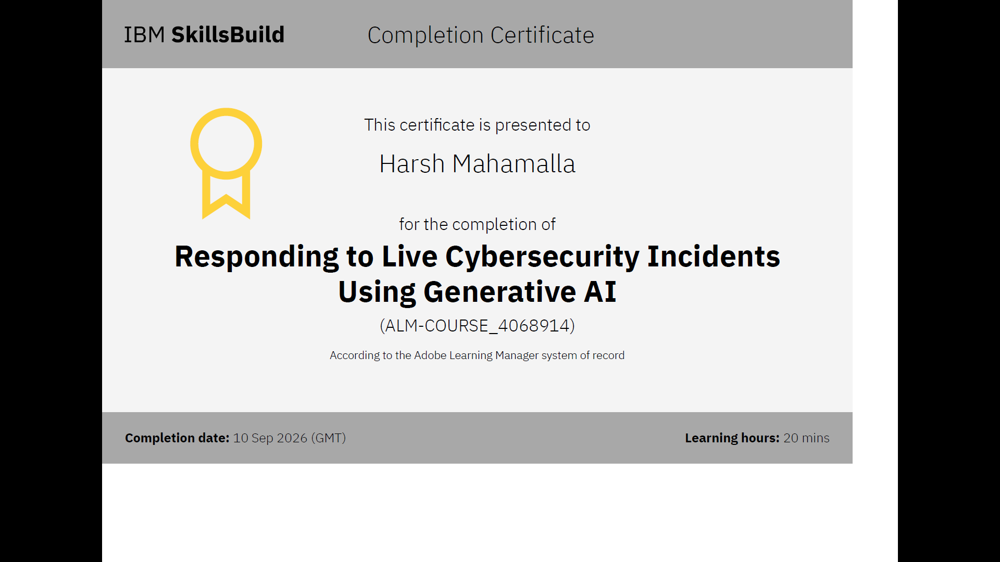 IBM SkillsBuild
Completion Certificate
This certificate is presented to
Harsh Mahamalla
for the completion of
Responding to Live Cybersecurity Incidents
Using Generative AI
(ALM-COURSE_4068914)
According to the Adobe Learning Manager system of record
Completion date: 10 Sep 2026 (GMT)
Learning hours: 20 mins